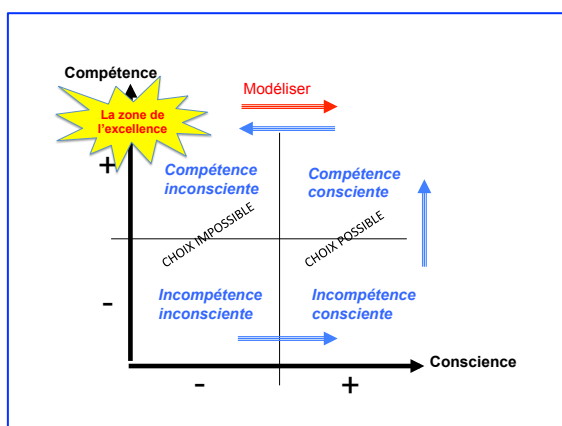 Compétence
Modéliser
La zone de
l'excellence
+
Compétence
inconsciente
Compétence
consciente
CHOIX IMPOSSIBLE
CHOIX POSSIBLE
-
Incompétence
inconsciente
Incompétence
consciente
Conscience
-
+